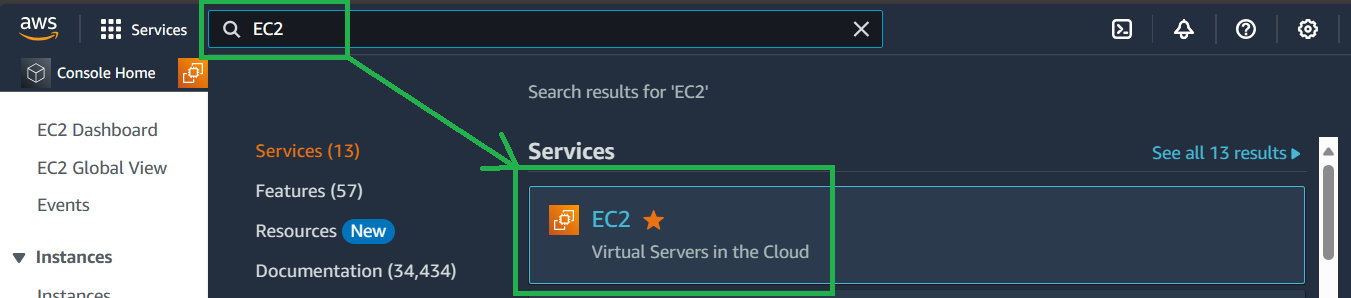 aws
Services
EC2
Console Home
Search results for 'EC2'
EC2 Dashboard
EC2 Global View
Events
Instances
Instances
Services (13)
Features (57)
Resources New
Documentation (34,434)
Services
See all 13 results
EC2
Virtual Servers in the Cloud